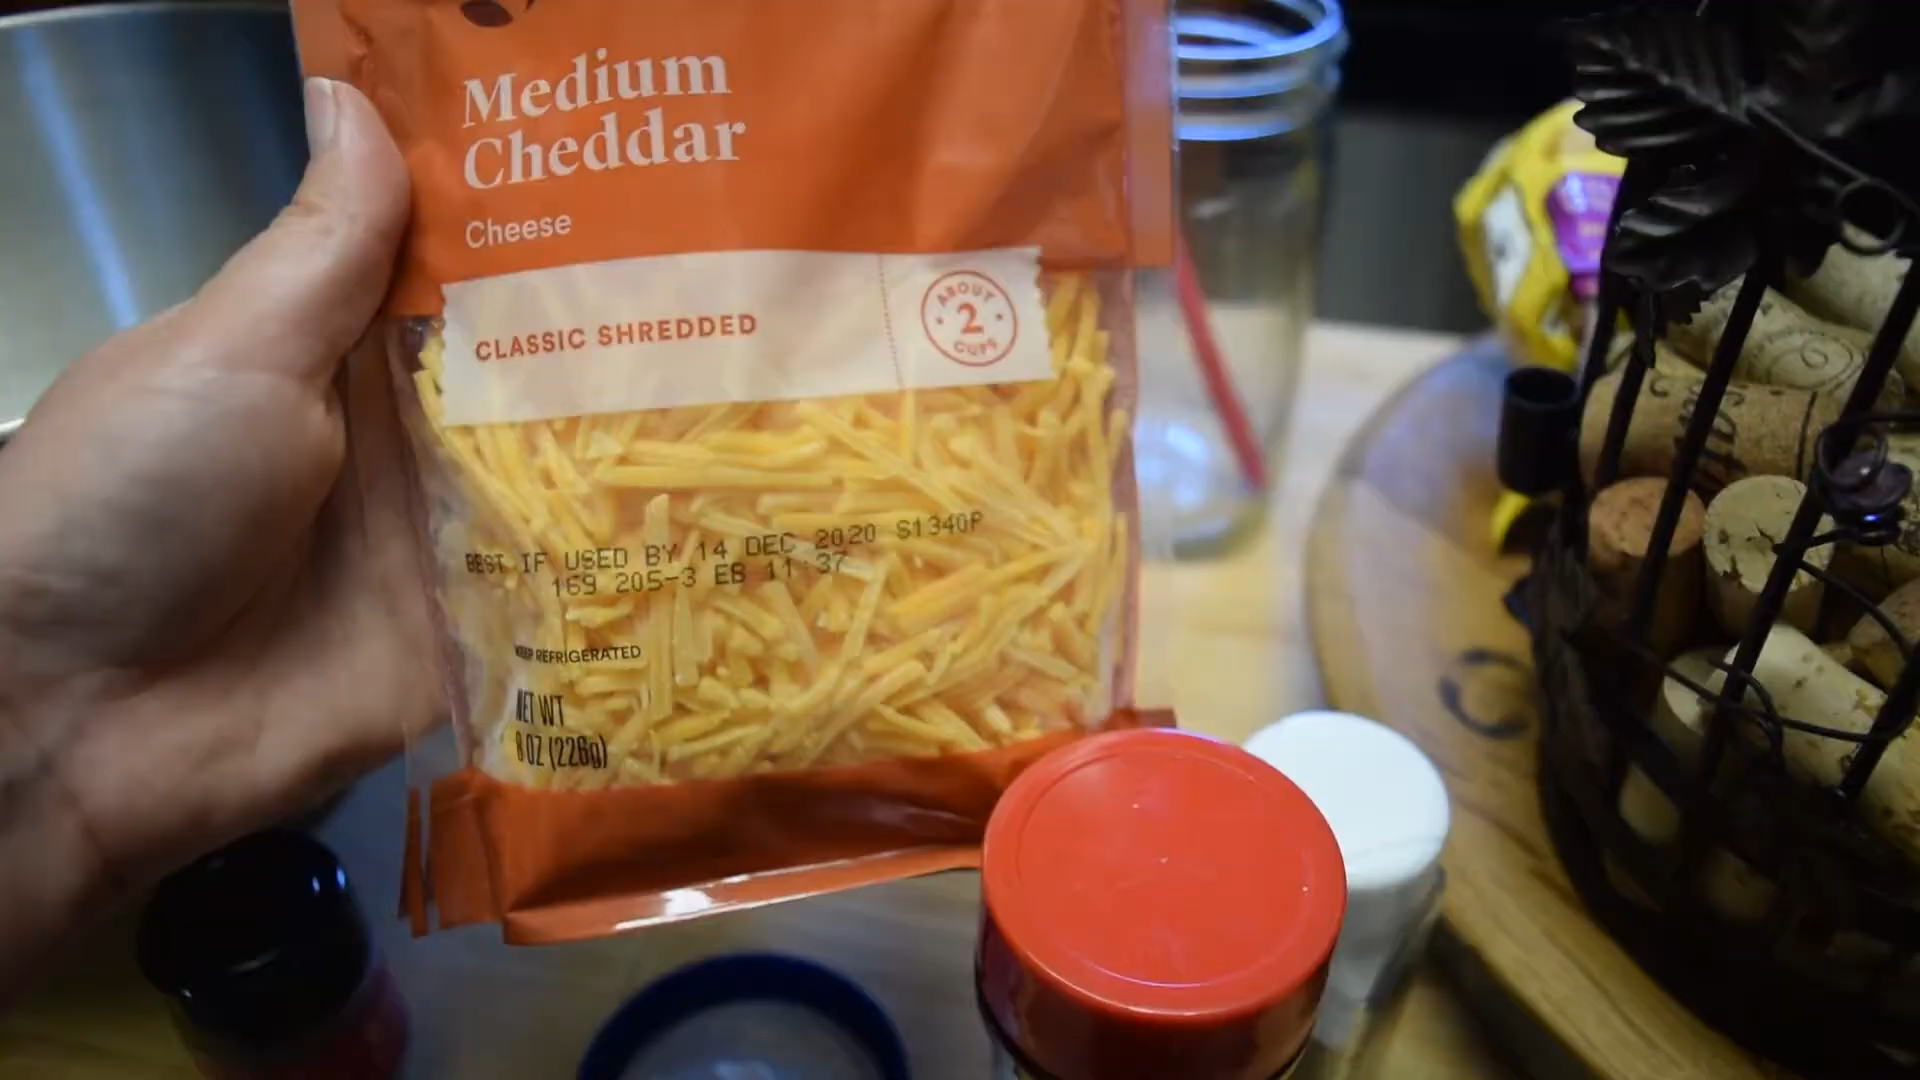 Medium
Cheddar
Cheese
CLASSIC SHREDDED
ABOUT
2
CUPS
BEST IF USED BY 14 DEC 2020 S1340P
169 205-3 EB 11:37
KEEP REFRIGERATED
NET WT
8 OZ (226g)